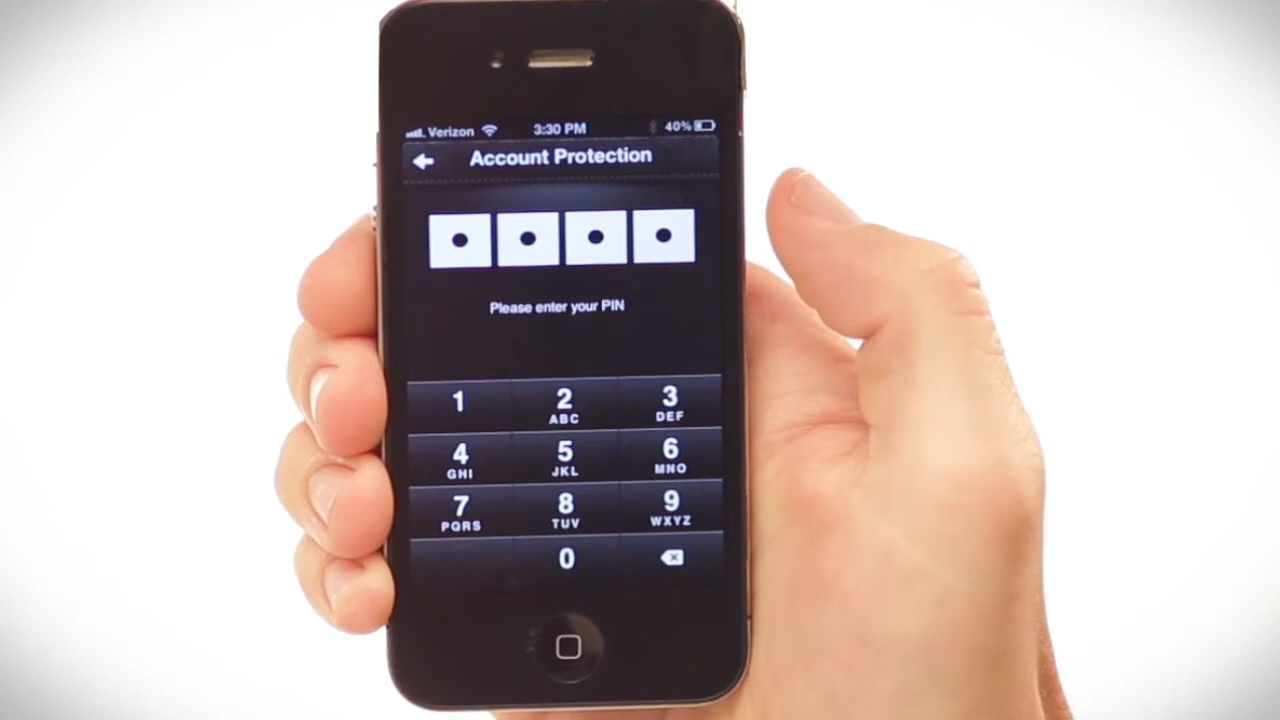 Verizon 3:30 PM 40%
Account Protection
Please enter your PIN
1 2 3
ABC DEF
4 5 6
GHI JKL MNO
7 8 9
PQRS TUV WXYZ
0